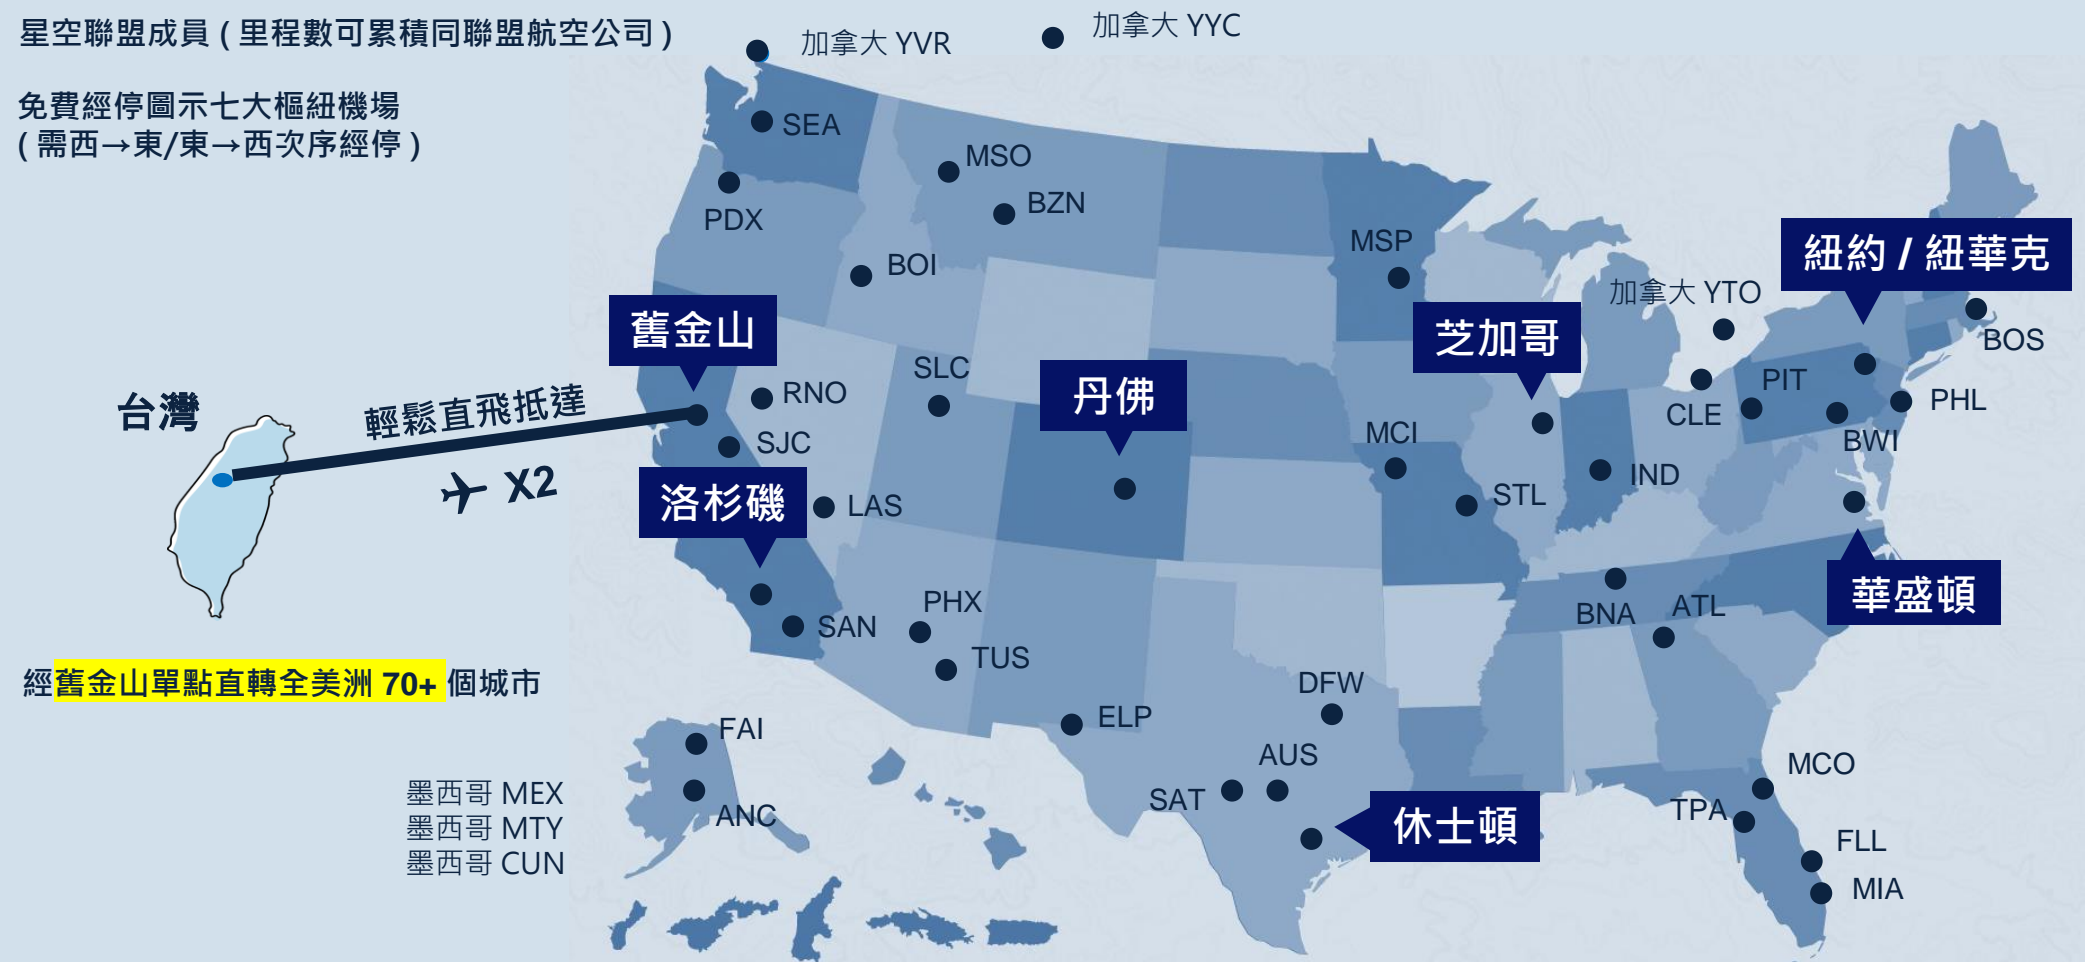 星空聯盟成員 ( 里程數可累積同聯盟航空公司 )
免費經停圖示七大樞紐機場
( 需西→東/東→西次序經停 )
加拿大 YVR
加拿大 YYC
SEA
MSO
BZN
PDX
BOI
MSP
紐約 / 紐華克
加拿大 YTO
BOS
舊金山
芝加哥
台灣
輕鬆直飛抵達
X2
RNO
SLC
丹佛
PIT
PHL
CLE
SJC
MCI
BWI
洛杉磯
LAS
STL
IND
華盛頓
SAN
PHX
TUS
BNA
ATL
經舊金山單點直轉全美洲 70+ 個城市
ELP
DFW
FAI
ANC
AUS
SAT
休士頓
MCO
TPA
FLL
MIA
墨西哥 MEX
墨西哥 MTY
墨西哥 CUN